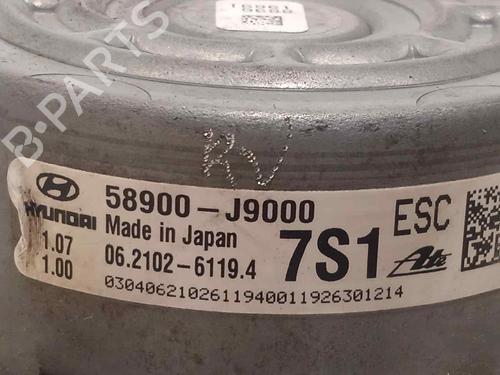 B-PARTS
HYUNDAI
58900-J9000
ESC
Made in Japan
1.07
06.2102-6119.4
7S1
Ate
1.00
0304062102611940011926301214